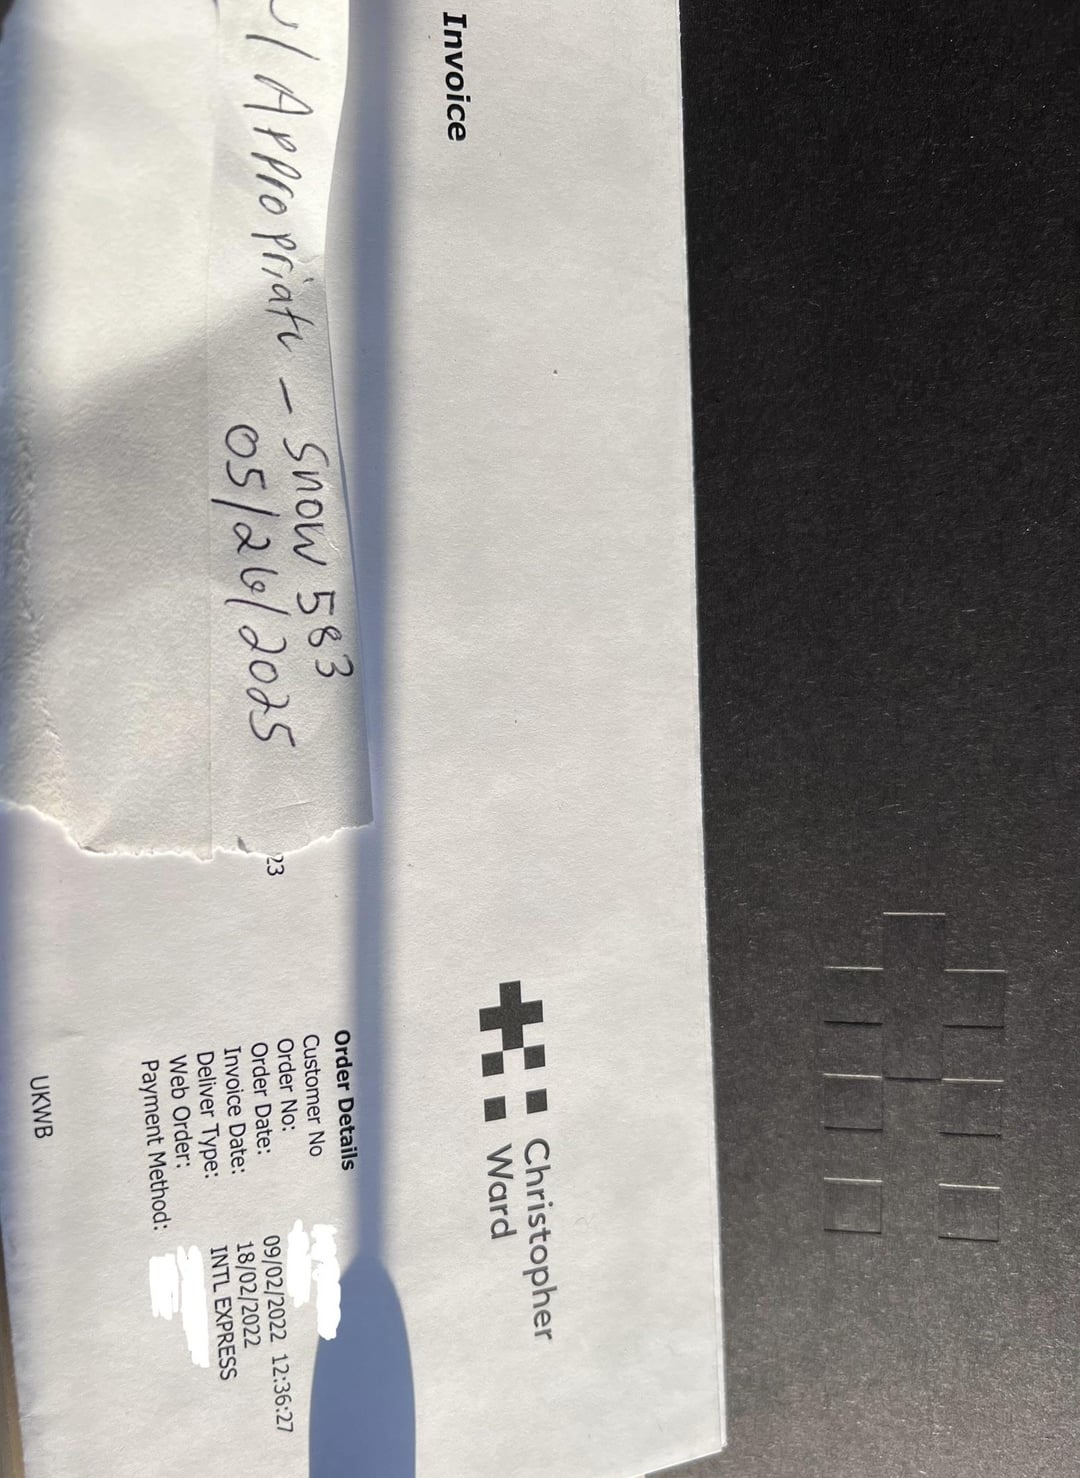 Invoice
Christopher
Ward
u/Appropriate - Snow 583
05/26/2025
23
Order Details
Customer No
Order No:
Order Date: 09/02/2022 12:36:27
Invoice Date: 18/02/2022
Deliver Type: INTL EXPRESS
Web Order:
Payment Method:
UKWB